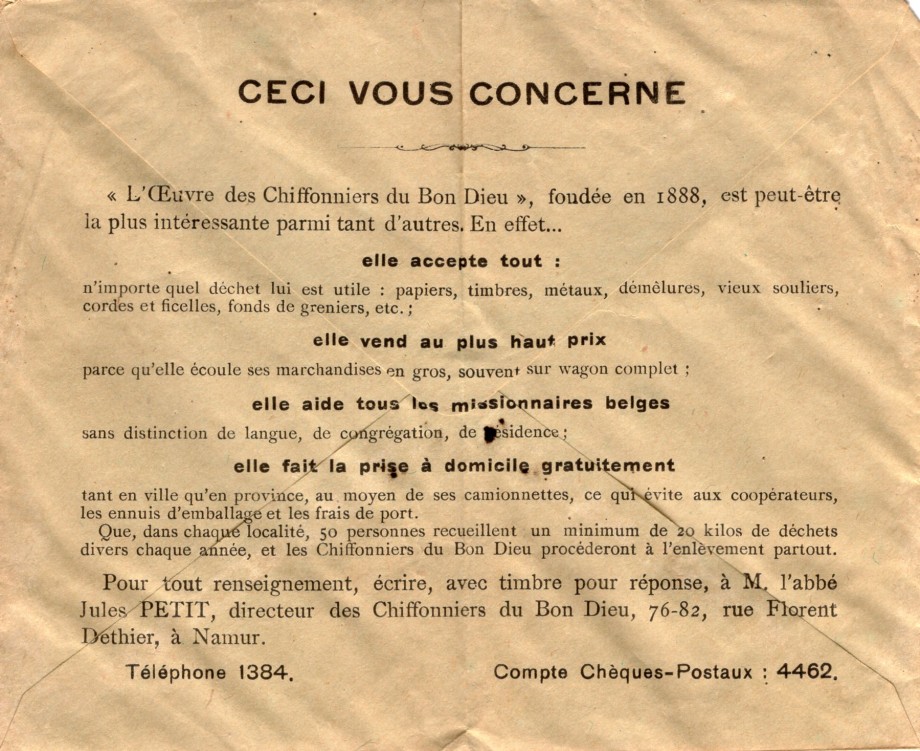 CECI VOUS CONCERNE
« L'Œuvre des Chiffonniers du Bon Dieu », fondée en 1888, est peut-être
la plus intéressante parmi tant d'autres. En effet...
elle accepte tout :
n'importe quel déchet lui est utile : papiers, timbres, métaux, démêlures, vieux souliers,
cordes et ficelles, fonds de greniers, etc. ;
elle vend au plus haut prix
parce qu'elle écoule ses marchandises en gros, souvent sur wagon complet ;
elle aide tous les missionnaires belges
sans distinction de langue, de congrégation, de résidence ;
elle fait la prise à domicile gratuitement
tant en ville qu'en province, au moyen de ses camionnettes, ce qui évite aux coopérateurs,
les ennuis d'emballage et les frais de port.
Que, dans chaque localité, 50 personnes recueillent un minimum de 20 kilos de déchets
divers chaque année, et les Chiffonniers du Bon Dieu procéderont à l'enlèvement partout.
Pour tout renseignement, écrire, avec timbre pour réponse, à M. l'abbé
Jules PETIT, directeur des Chiffonniers du Bon Dieu, 76-82, rue Florent
Dethier, à Namur.
Téléphone 1384. Compte Chèques-Postaux : 4462.